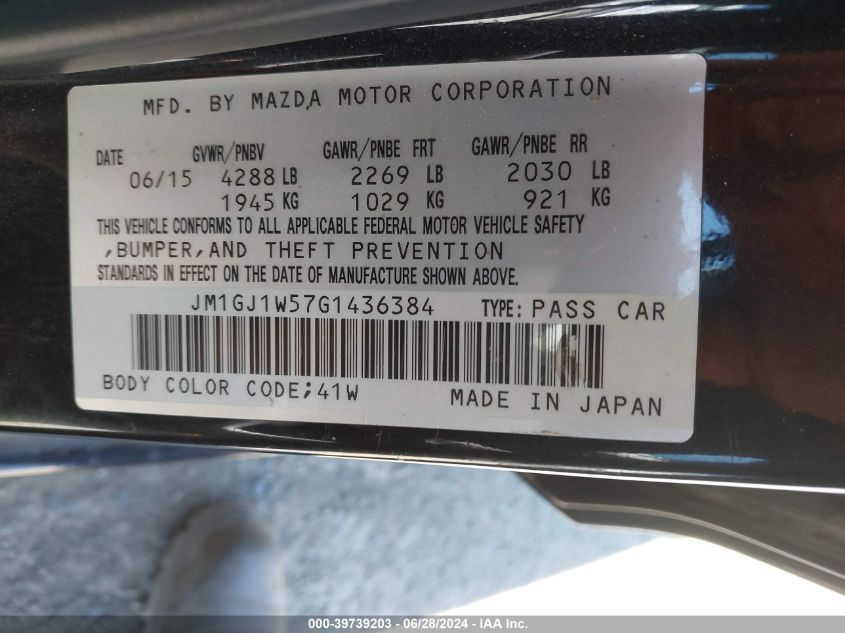 MFD. BY MAZDA MOTOR CORPORATION
DATE GVWR/PNBV GAWR/PNBE FRT GAWR/PNBE RR
06/15 4288 LB 2269 LB 2030 LB
1945 KG 1029 KG 921 KG
THIS VEHICLE CONFORMS TO ALL APPLICABLE FEDERAL MOTOR VEHICLE SAFETY
,BUMPER,AND THEFT PREVENTION
STANDARDS IN EFFECT ON THE DATE OF MANUFACTURE SHOWN ABOVE.
JM1GJ1W57G1436384 TYPE: PASS CAR
BODY COLOR CODE;41W MADE IN JAPAN
000-39739203 - 06/28/2024 - IAA Inc.